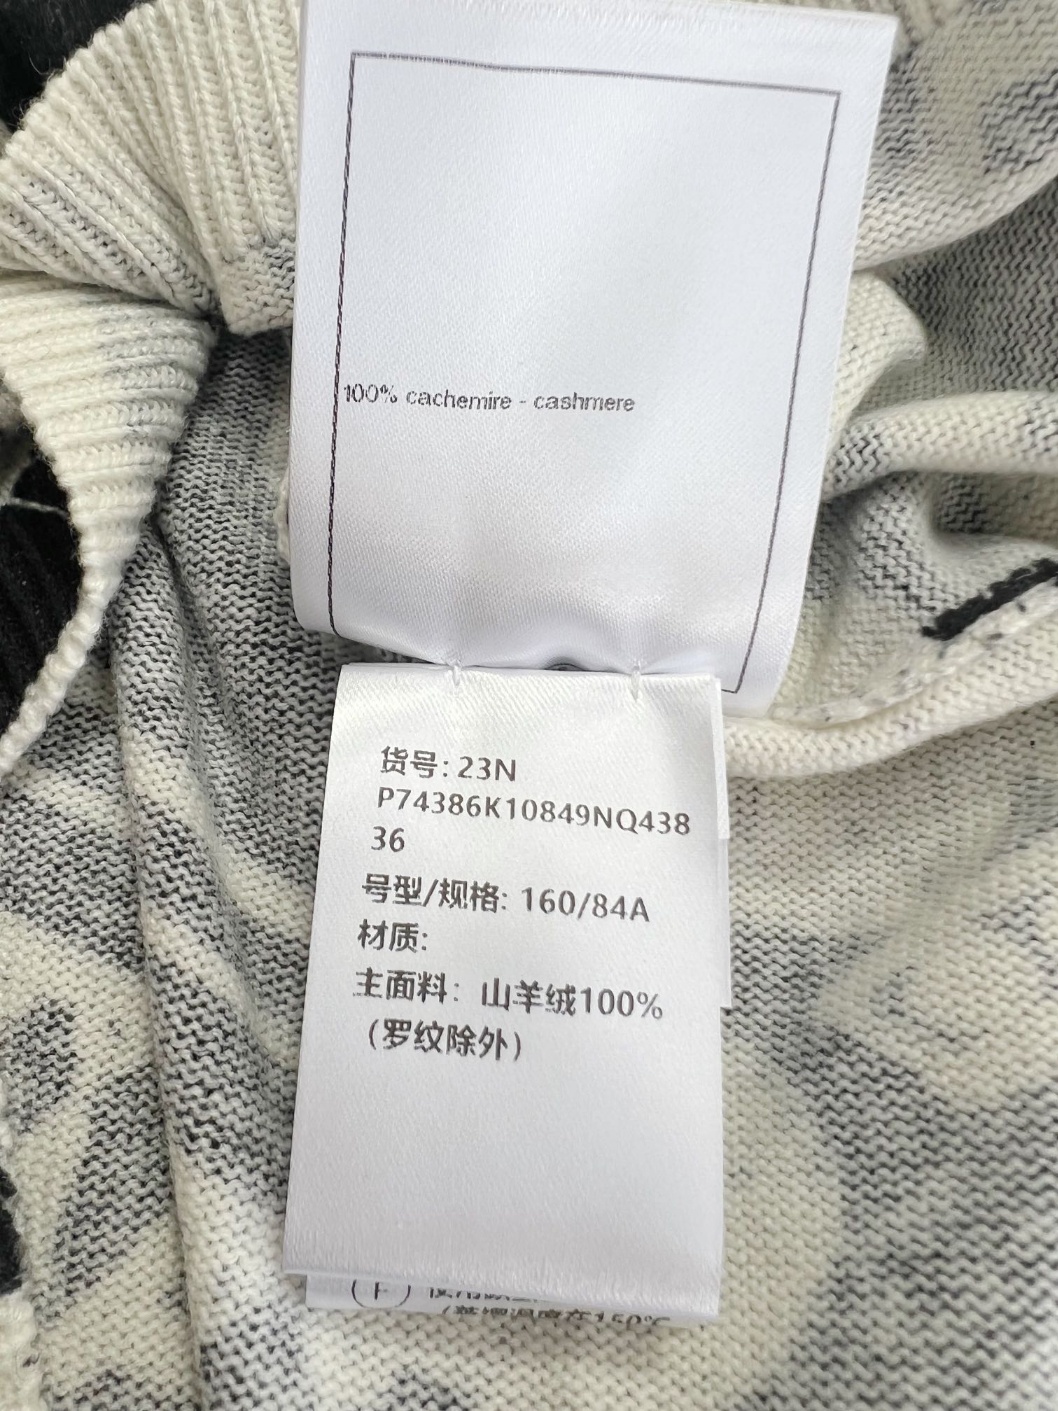 100% cachemire - cashmere
货号: 23N
P74386K10849NQ438
36
号型/规格: 160/84A
材质:
主面料: 山羊绒100%
(罗纹除外)
F